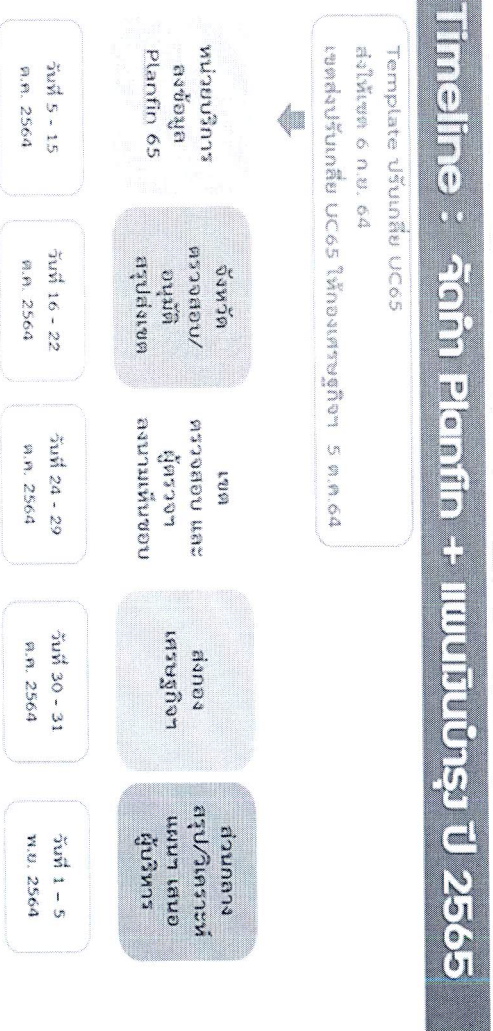 Timeline : จัดทำ Planfin + แผนเงินบำรุง ปี 2565
Template ปรับเกลี่ย UC65
ส่งให้เขต 6 ก.ย. 64
เขตส่งปรับเกลี่ย UC65 ให้กองเศรษฐกิจฯ 5 ต.ค.64
หน่วยบริการ
ลงข้อมูล
Planfin 65
วันที่ 5 - 15
ต.ค. 2564
จังหวัด
ตรวจสอบ/
อนุมัติ
สรุปส่งเขต
วันที่ 16 - 22
ต.ค. 2564
เขต
ตรวจสอบ และ
ผู้ตรวจฯ
ลงนามเห็นชอบ
วันที่ 24 - 29
ต.ค. 2564
ส่งกอง
เศรษฐกิจฯ
วันที่ 30 - 31
ต.ค. 2564
ส่วนกลาง
สรุป/วิเคราะห์
แผนฯ เสนอ
ผู้บริหาร
วันที่ 1 – 5
พ.ย. 2564